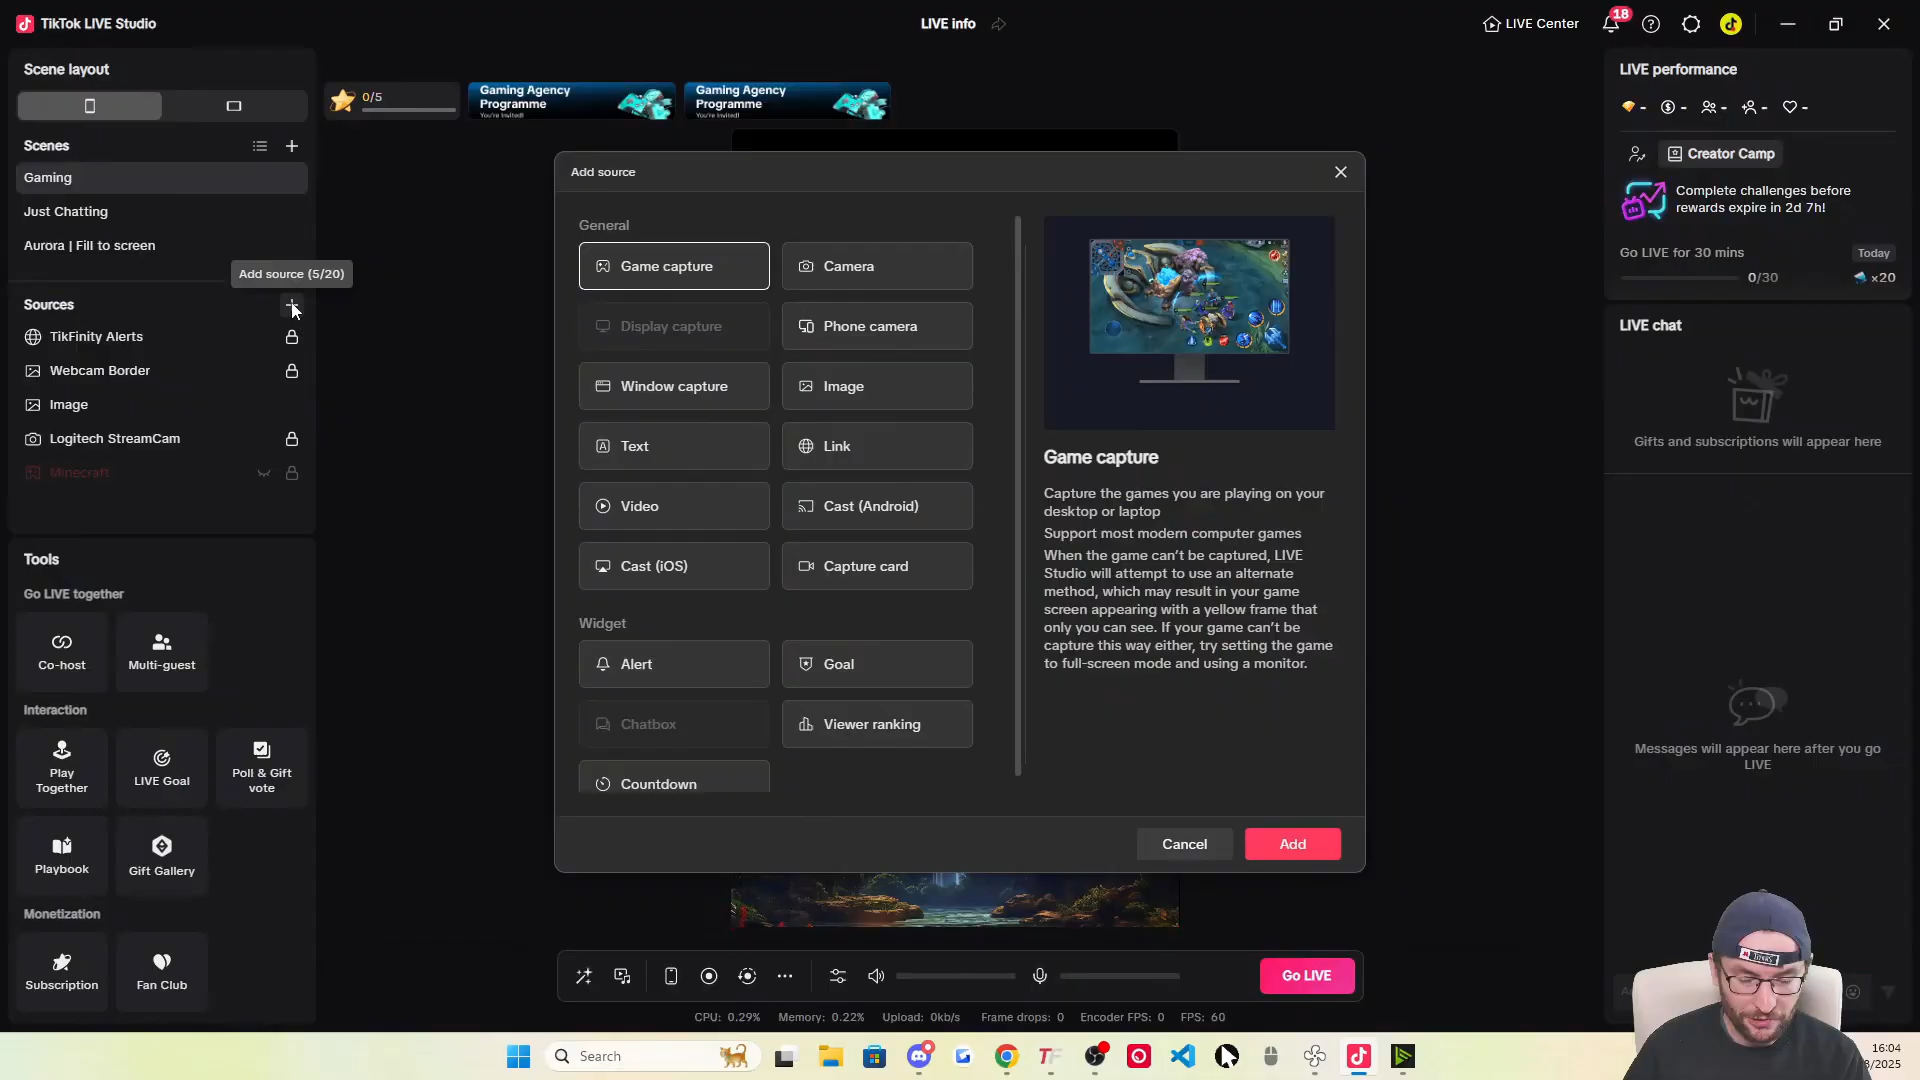 TikTok LIVE Studio
LIVE info
LIVE Center
18
Scene layout
0/5
Gaming Agency
Programme
You're Invited!
Gaming Agency
Programme
You're Invited!
LIVE performance
- - - - -
Scenes
Gaming
Just Chatting
Aurora | Fill to screen
Add source (5/20)
Sources
TikFinity Alerts
Webcam Border
Image
Logitech StreamCam
Minecraft
Tools
Go LIVE together
Co-host
Multi-guest
Interaction
Play
Together
LIVE Goal
Poll & Gift
vote
Playbook
Gift Gallery
Monetization
Subscription
Fan Club
Add source
General
Game capture
Camera
Display capture
Phone camera
Window capture
Image
Text
Link
Video
Cast (Android)
Cast (iOS)
Capture card
Widget
Alert
Goal
Chatbox
Viewer ranking
Countdown
Game capture
Capture the games you are playing on your
desktop or laptop
Support most modern computer games
When the game can't be captured, LIVE
Studio will attempt to use an alternate
method, which may result in your game
screen appearing with a yellow frame that
only you can see. If your game can't be
capture this way either, try setting the game
to full-screen mode and using a monitor.
Cancel
Add
Creator Camp
Complete challenges before
rewards expire in 2d 7h!
Go LIVE for 30 mins
Today
0/30
×20
LIVE chat
Gifts and subscriptions will appear here
Messages will appear here after you go
LIVE
Go LIVE
CPU: 0.29%
Memory: 0.22%
Upload: 0kb/s
Frame drops: 0
Encoder FPS: 0
FPS: 60
Search
TF
16:04
/2025